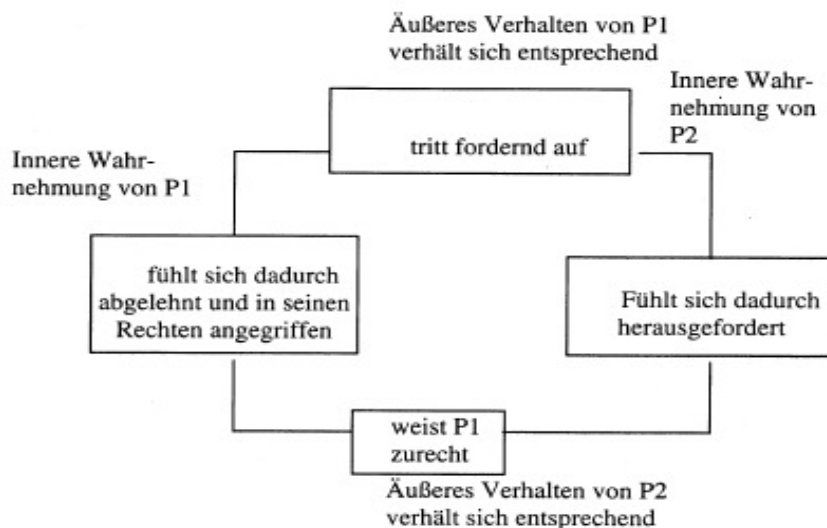 Äußeres Verhalten von P1
verhält sich entsprechend
Innere Wahr-
nehmung von
P2
tritt fordernd auf
Innere Wahr-
nehmung von P1
fühlt sich dadurch
abgelehnt und in seinen
Rechten angegriffen
Fühlt sich dadurch
herausgefordert
weist P1
zurecht
Äußeres Verhalten von P2
verhält sich entsprechend